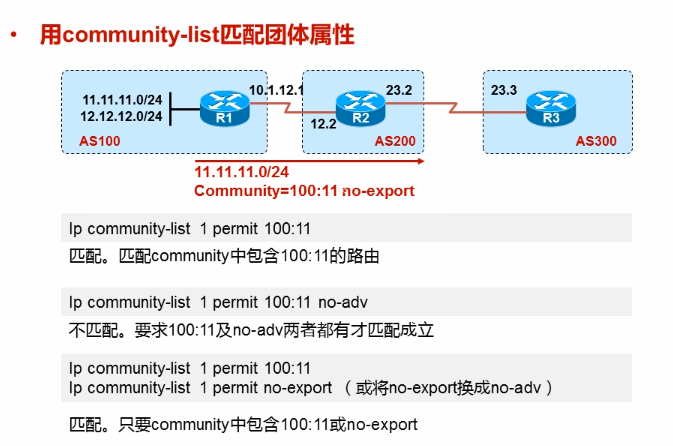 • 用community-list匹配团体属性
11.11.11.0/24
12.12.12.0/24
10.1.12.1
R1
AS100
12.2
23.2
R2
AS200
23.3
R3
AS300
11.11.11.0/24
Community=100:11 no-export
Ip community-list 1 permit 100:11
匹配。匹配community中包含100:11的路由
Ip community-list 1 permit 100:11 no-adv
不匹配。要求100:11及no-adv两者都有才匹配成立
Ip community-list 1 permit 100:11
Ip community-list 1 permit no-export （或将no-export换成no-adv）
匹配。只要community中包含100:11或no-export